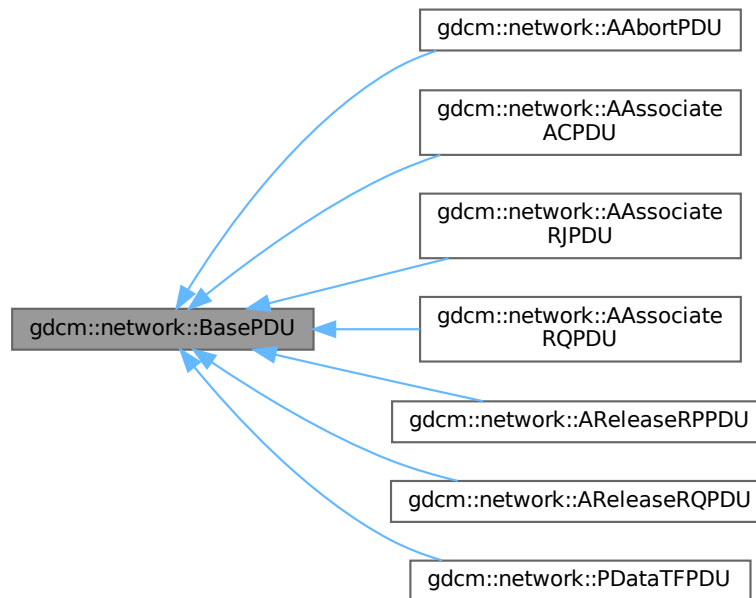 gdcm::network::AAbortPDU
gdcm::network::AAssociate
ACPDU
gdcm::network::AAssociate
RJPDU
gdcm::network::BasePDU
gdcm::network::AAssociate
RQPDU
gdcm::network::AReleaseRPPDU
gdcm::network::AReleaseRQPDU
gdcm::network::PDataTFPDU